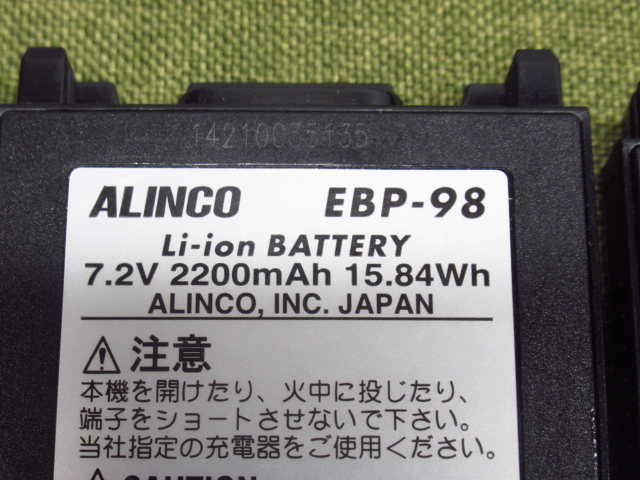 14210075135
ALINCO EBP-98
Li-ion BATTERY
7.2V 2200mAh 15.84Wh
ALINCO, INC. JAPAN
⚠注意
本機を開けたり、火中に投じたり、
端子をショートさせないで下さい。
当社指定の充電器をご使用ください。
⚠CAUTION